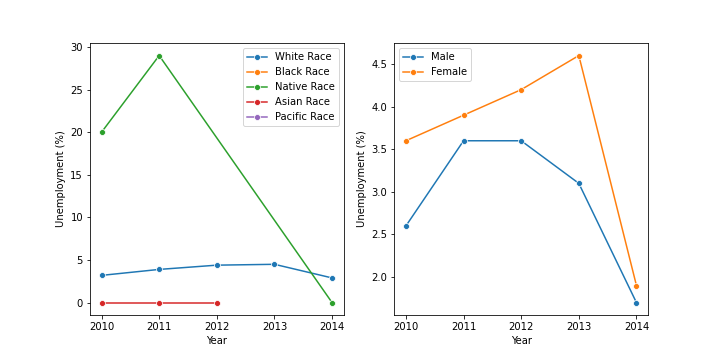 30
25
20
15
10
5
0
Unemployment (%)
2010 2011 2012 2013 2014
Year
White Race
Black Race
Native Race
Asian Race
Pacific Race
4.5
4.0
3.5
3.0
2.5
2.0
Unemployment (%)
2010 2011 2012 2013 2014
Year
Male
Female